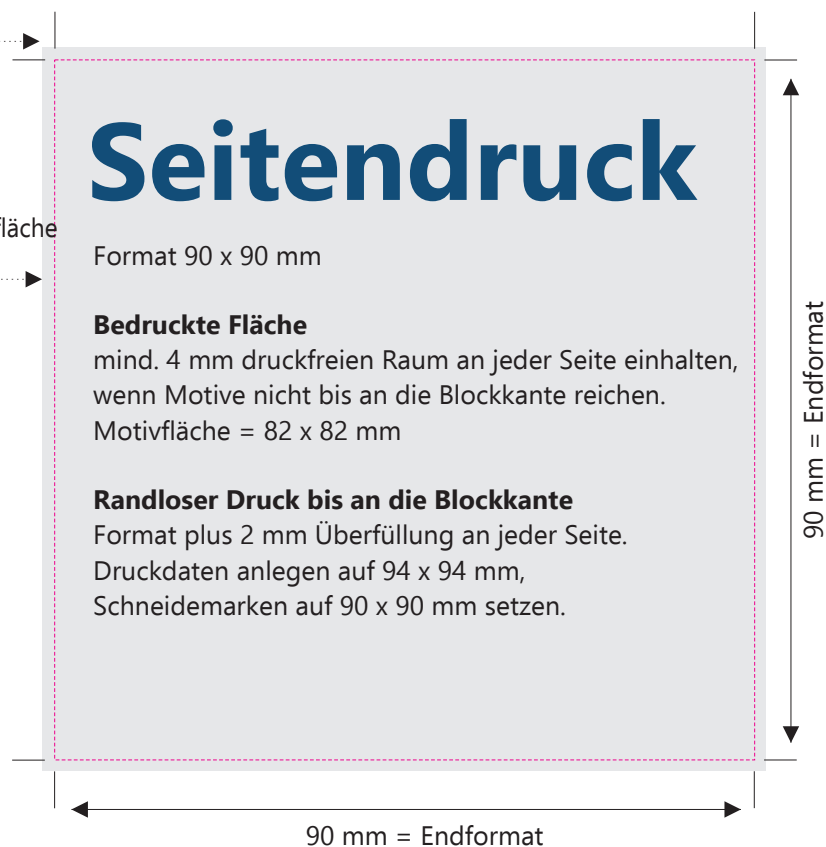 Seitendruck
fläche
Format 90 x 90 mm
Bedruckte Fläche
mind. 4 mm druckfreien Raum an jeder Seite einhalten,
wenn Motive nicht bis an die Blockkante reichen.
Motivfläche = 82 x 82 mm
Randloser Druck bis an die Blockkante
Format plus 2 mm Überfüllung an jeder Seite.
Druckdaten anlegen auf 94 x 94 mm,
Schneidemarken auf 90 x 90 mm setzen.
90 mm = Endformat
90 mm = Endformat